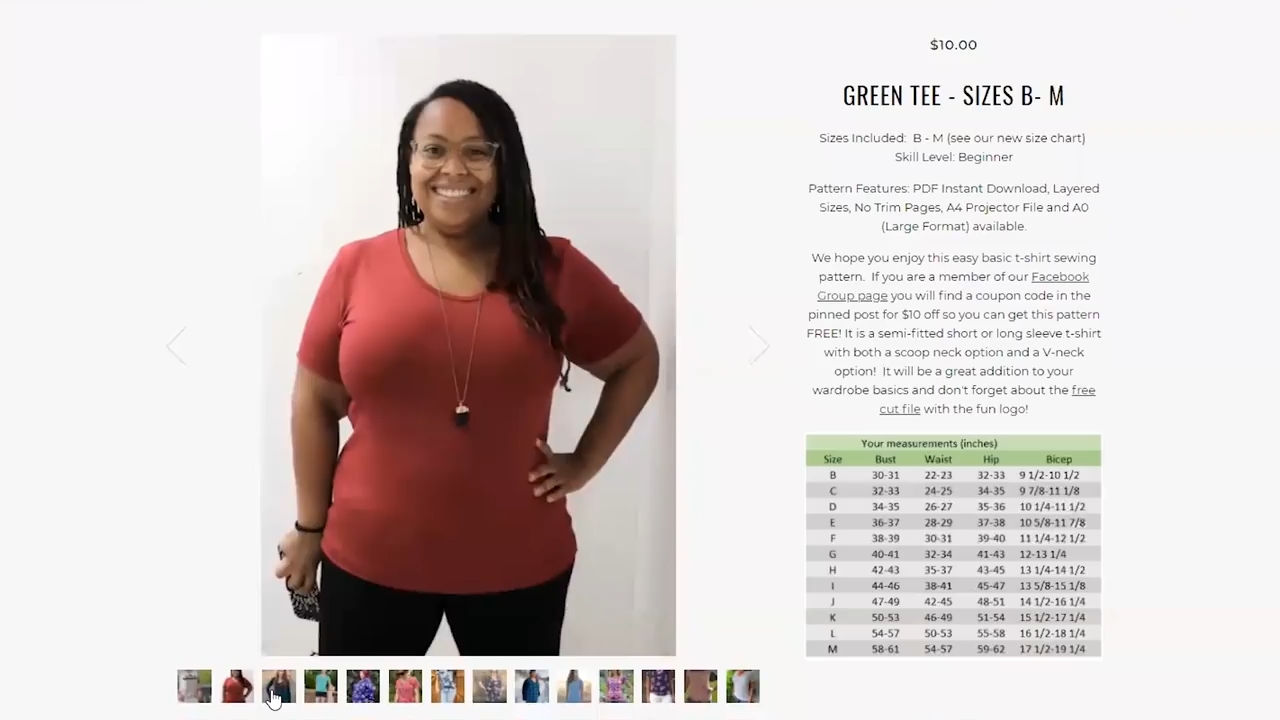 $10.00
GREEN TEE - SIZES B- M
Sizes Included:  B - M (see our new size chart)
Skill Level: Beginner
Pattern Features: PDF Instant Download, Layered
Sizes, No Trim Pages, A4 Projector File and A0
(Large Format) available.
We hope you enjoy this easy basic t-shirt sewing
pattern.  If you are a member of our Facebook
Group page you will find a coupon code in the
pinned post for $10 off so you can get this pattern
FREE! It is a semi-fitted short or long sleeve t-shirt
with both a scoop neck option and a V-neck
option!  It will be a great addition to your
wardrobe basics and don't forget about the free
cut file with the fun logo!
Your measurements (inches)
Size Bust Waist Hip Bicep
B 30-31 22-23 32-33 9 1/2-10 1/2
C 32-33 24-25 34-35 9 7/8-11 1/8
D 34-35 26-27 35-36 10 1/4-11 1/2
E 36-37 28-29 37-38 10 5/8-11 7/8
F 38-39 30-31 39-40 11 1/4-12 1/2
G 40-41 32-34 41-43 12-13 1/4
H 42-43 35-37 43-45 13 1/4-14 1/2
I 44-46 38-41 45-47 13 5/8-15 1/8
J 47-49 42-45 48-51 14 1/2-16 1/4
K 50-53 46-49 51-54 15 1/2-17 1/4
L 54-57 50-53 55-58 16 1/2-18 1/4
M 58-61 54-57 59-62 17 1/2-19 1/4